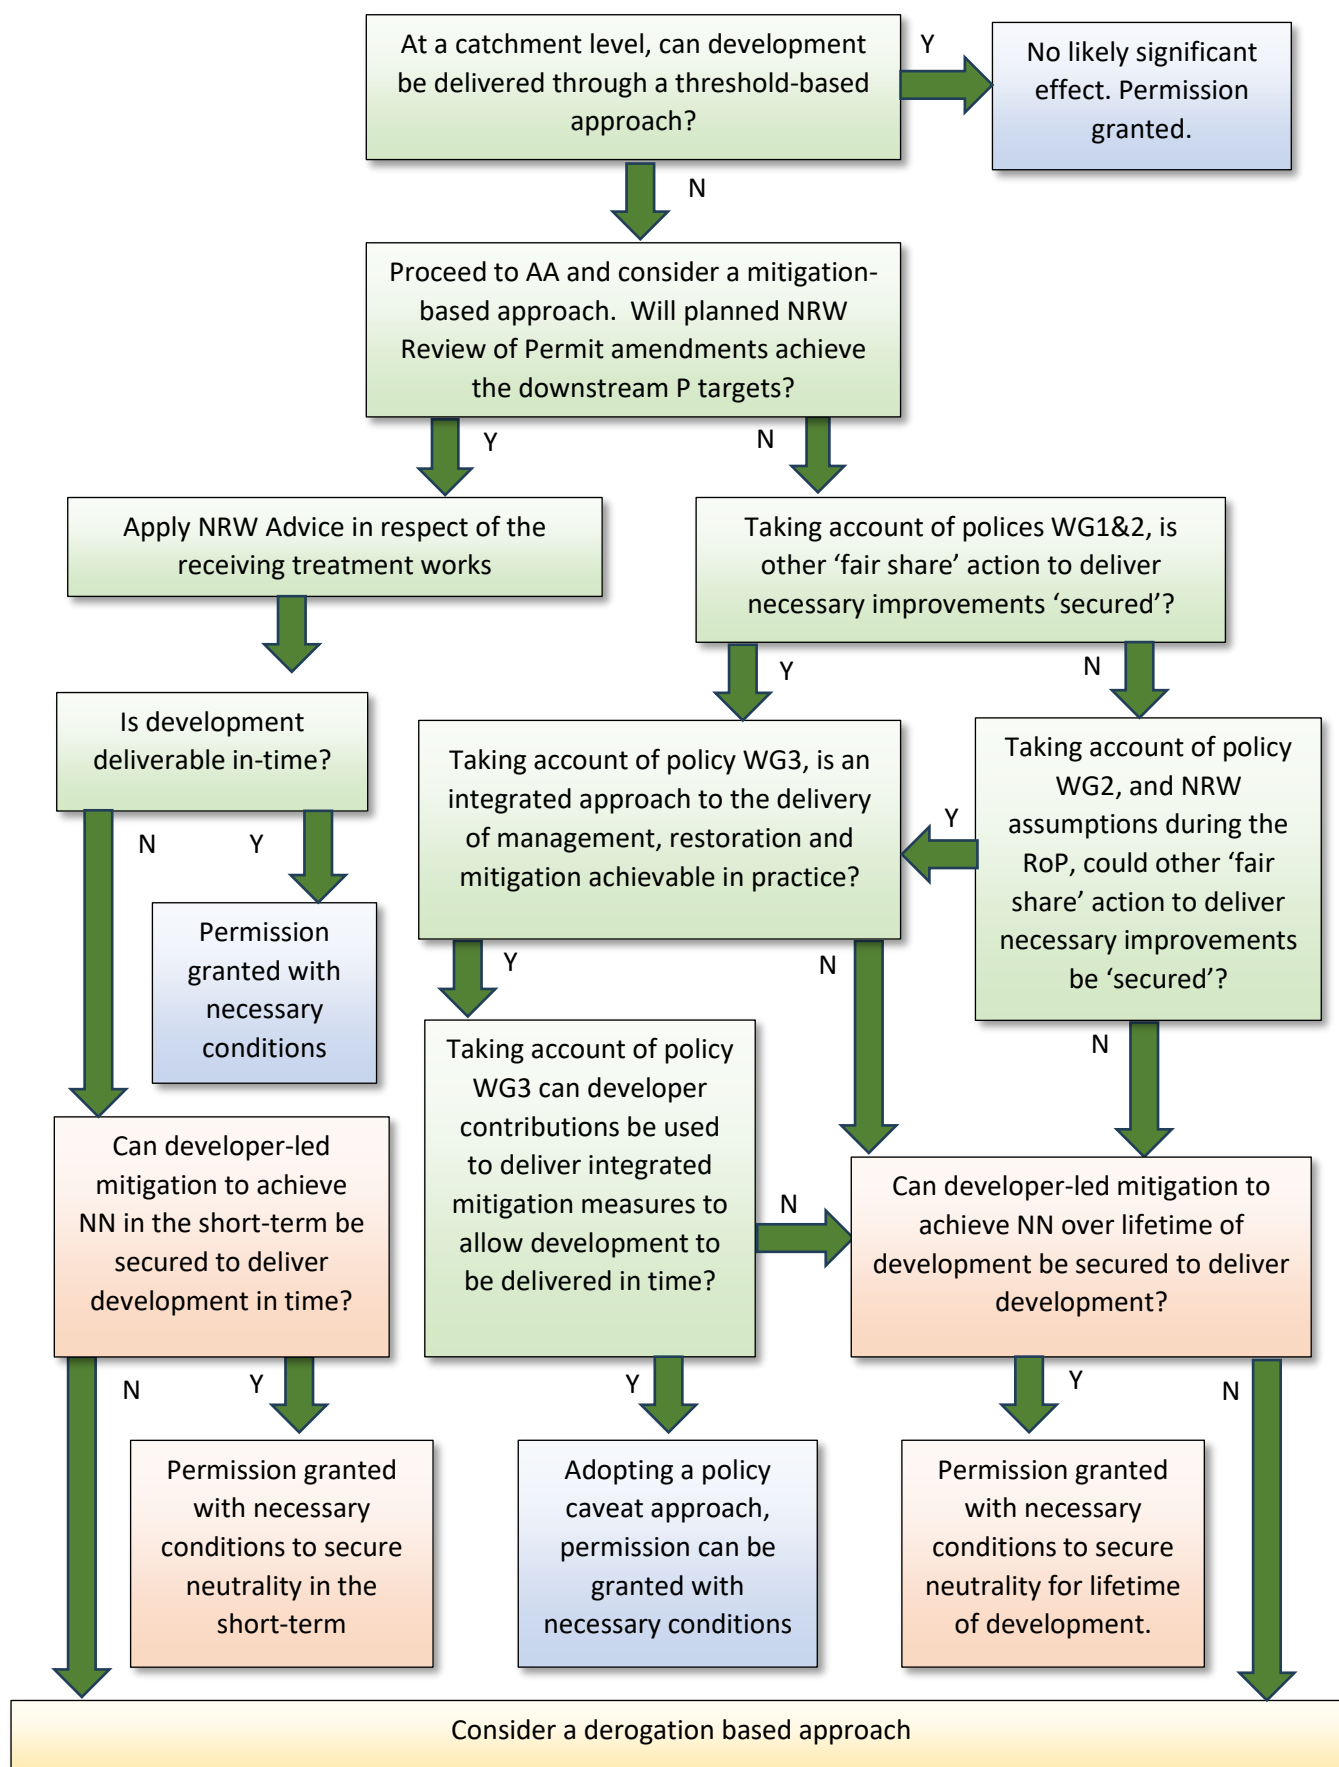 At a catchment level, can development
be delivered through a threshold-based
approach?
Y
No likely significant
effect. Permission
granted.
N
Proceed to AA and consider a mitigation-
based approach.  Will planned NRW
Review of Permit amendments achieve
the downstream P targets?
Y
N
Apply NRW Advice in respect of the
receiving treatment works
Taking account of polices WG1&2, is
other ‘fair share’ action to deliver
necessary improvements ‘secured’?
Y
N
Is development
deliverable in-time?
N
Y
Permission
granted with
necessary
conditions
Taking account of policy WG3, is an
integrated approach to the delivery
of management, restoration and
mitigation achievable in practice?
Y
Taking account of policy
WG2, and NRW
assumptions during the
RoP, could other ‘fair
share’ action to deliver
necessary improvements
be ‘secured’?
Y
N
N
Taking account of policy
WG3 can developer
contributions be used
to deliver integrated
mitigation measures to
allow development to
be delivered in time?
N
Can developer-led
mitigation to achieve
NN in the short-term be
secured to deliver
development in time?
Can developer-led mitigation to
achieve NN over lifetime of
development be secured to deliver
development?
N
Y
Y
Y
N
Permission granted
with necessary
conditions to secure
neutrality in the
short-term
Adopting a policy
caveat approach,
permission can be
granted with
necessary conditions
Permission granted
with necessary
conditions to secure
neutrality for lifetime
of development.
Consider a derogation based approach